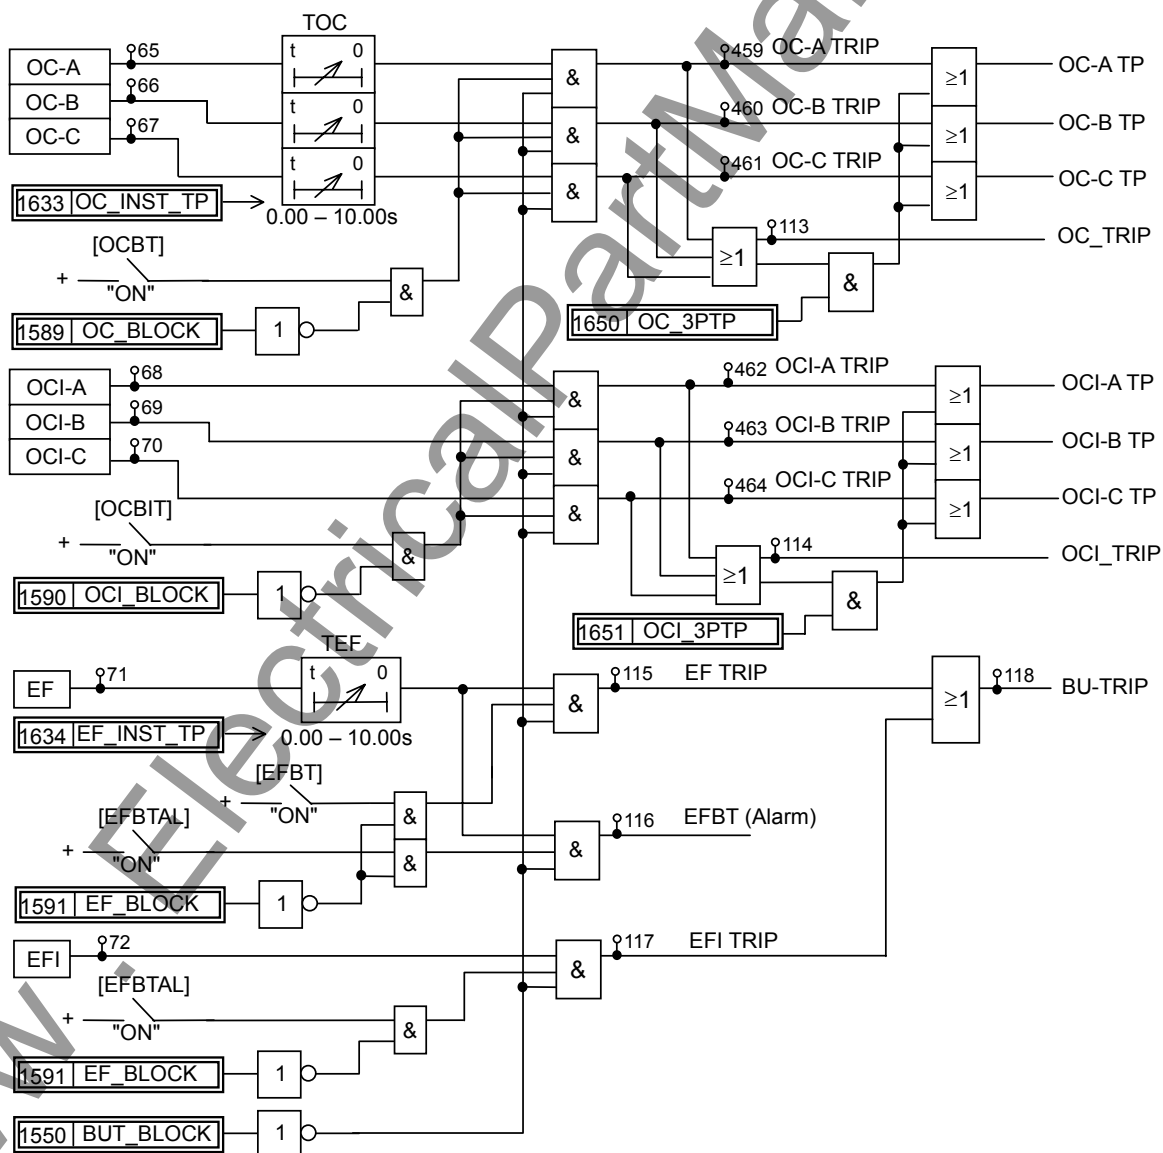 TOC
OC-A
65
t 0
&
459 OC-A TRIP
≥1
OC-A TP
OC-B
66
t 0
&
460 OC-B TRIP
≥1
OC-B TP
OC-C
67
t 0
&
461 OC-C TRIP
≥1
OC-C TP
1633 OC_INST_TP
0.00 – 10.00s
113
OC_TRIP
≥1
[OCBT]
+
"ON"
&
&
1589 OC_BLOCK
1
1650 OC_3PTP
OCI-A
68
&
462 OCI-A TRIP
≥1
OCI-A TP
OCI-B
69
&
463 OCI-B TRIP
≥1
OCI-B TP
OCI-C
70
&
464 OCI-C TRIP
≥1
OCI-C TP
[OCBIT]
+
"ON"
&
114
OCI_TRIP
≥1
1590 OCI_BLOCK
1
&
1651 OCI_3PTP
TEF
EF
71
t 0
&
115 EF TRIP
≥1
118
BU-TRIP
1634 EF_INST_TP
0.00 – 10.00s
[EFBT]
+
"ON"
&
[EFBTAL]
+
"ON"
&
&
116 EFBT (Alarm)
1591 EF_BLOCK
1
EFI
72
&
117 EFI TRIP
[EFBTAL]
+
"ON"
&
1591 EF_BLOCK
1
1550 BUT_BLOCK
1
www.ElectricalPartMa